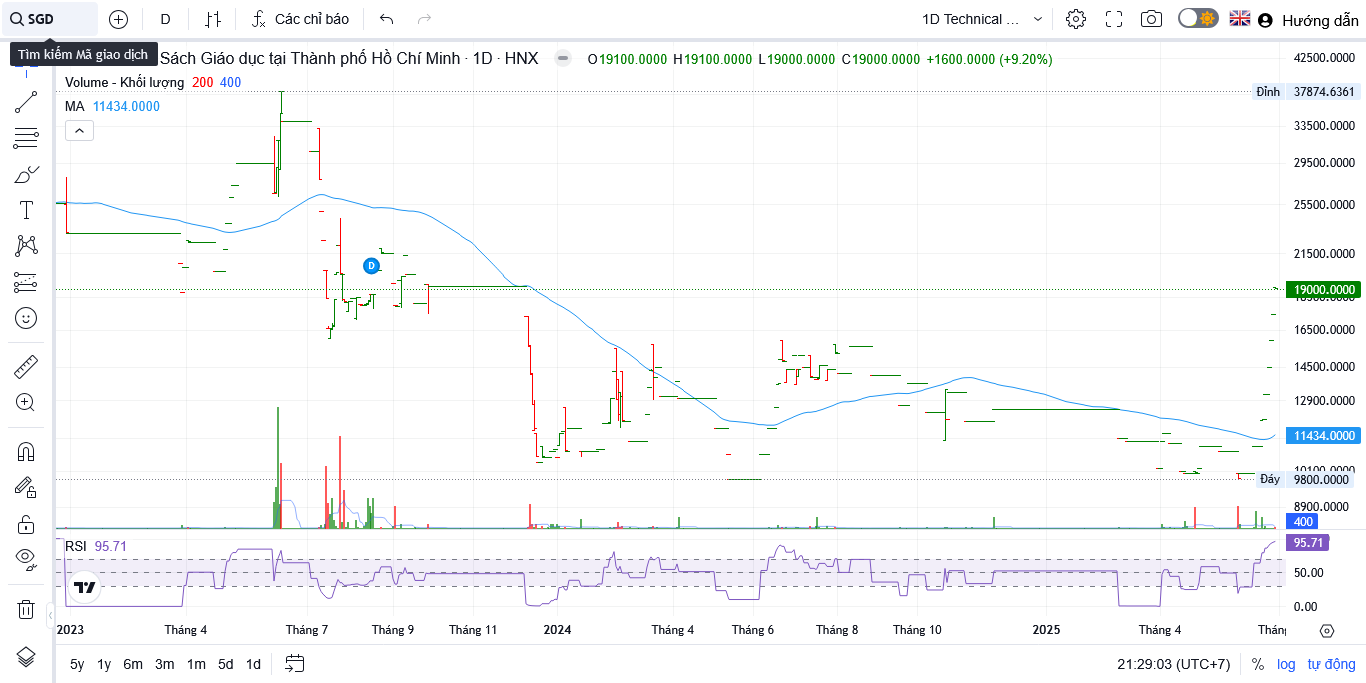 SGD
D
Các chỉ báo
1D Technical ...
Hướng dẫn
Tìm kiếm Mã giao dịch
Sách Giáo dục tại Thành phố Hồ Chí Minh · 1D · HNX
O19100.0000 H19100.0000 L19000.0000 C19000.0000 +1600.0000 (+9.20%)
Volume - Khối lượng 200 400
MA 11434.0000
42500.0000
Đỉnh 37874.6361
33500.0000
29500.0000
25500.0000
21500.0000
D
19000.0000
16500.0000
14500.0000
12900.0000
11434.0000
Đáy 9800.0000
8900.0000
400
RSI 95.71
95.71
50.00
0.00
2023 Tháng 4 Tháng 7 Tháng 9 Tháng 11 2024 Tháng 4 Tháng 6 Tháng 8 Tháng 10 2025 Tháng 4
5y 1y 6m 3m 1m 5d 1d
21:29:03 (UTC+7) % log tự động